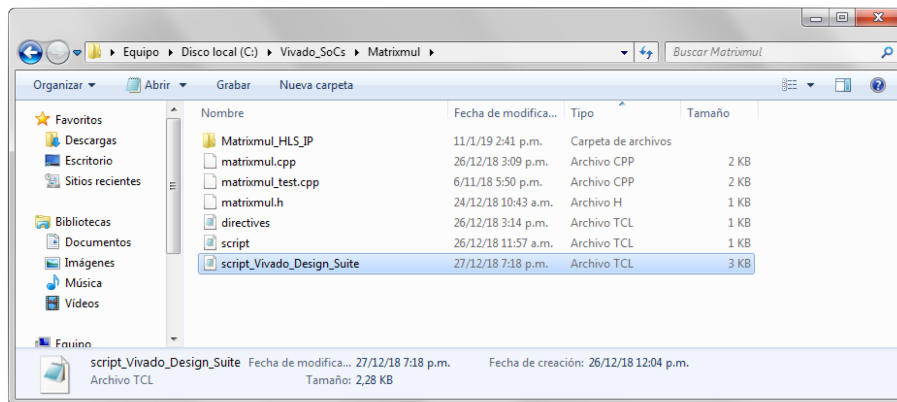 Equipo Disco local (C:) Vivado_SoCs Matrixmul Buscar Matrixmul
Organizar Abrir Grabar Nueva carpeta
Favoritos
Descargas
Escritorio
Sitios recientes
Bibliotecas
Documentos
Imágenes
Música
Vídeos
Equipo
Nombre Fecha de modifica... Tipo Tamaño
Matrixmul_HLS_IP 11/1/19 2:41 p.m. Carpeta de archivos
matrixmul.cpp 26/12/18 3:09 p.m. Archivo CPP 2 KB
matrixmul_test.cpp 6/11/18 5:50 p.m. Archivo CPP 2 KB
matrixmul.h 24/12/18 10:43 a.m. Archivo H 1 KB
directives 26/12/18 3:14 p.m. Archivo TCL 1 KB
script 26/12/18 11:57 a.m. Archivo TCL 1 KB
script_Vivado_Design_Suite 27/12/18 7:18 p.m. Archivo TCL 3 KB
script_Vivado_Design_Suite Fecha de modifica... 27/12/18 7:18 p.m. Fecha de creación: 26/12/18 12:04 p.m.
Archivo TCL Tamaño: 2,28 KB